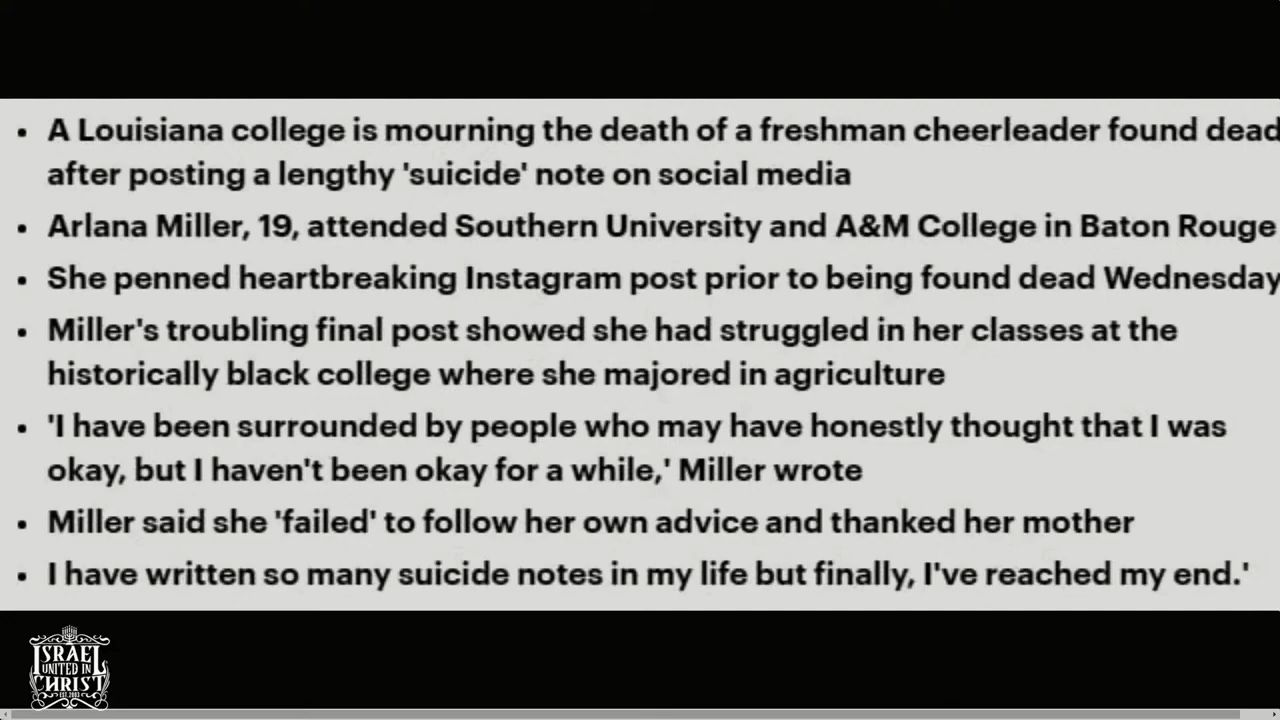 • A Louisiana college is mourning the death of a freshman cheerleader found dead
after posting a lengthy 'suicide' note on social media
• Arlana Miller, 19, attended Southern University and A&M College in Baton Rouge
• She penned heartbreaking Instagram post prior to being found dead Wednesday
• Miller's troubling final post showed she had struggled in her classes at the
historically black college where she majored in agriculture
• 'I have been surrounded by people who may have honestly thought that I was
okay, but I haven't been okay for a while,' Miller wrote
• Miller said she 'failed' to follow her own advice and thanked her mother
• I have written so many suicide notes in my life but finally, I've reached my end.'
ISRAEL
UNITED IN
CHRIST
EST. 2003